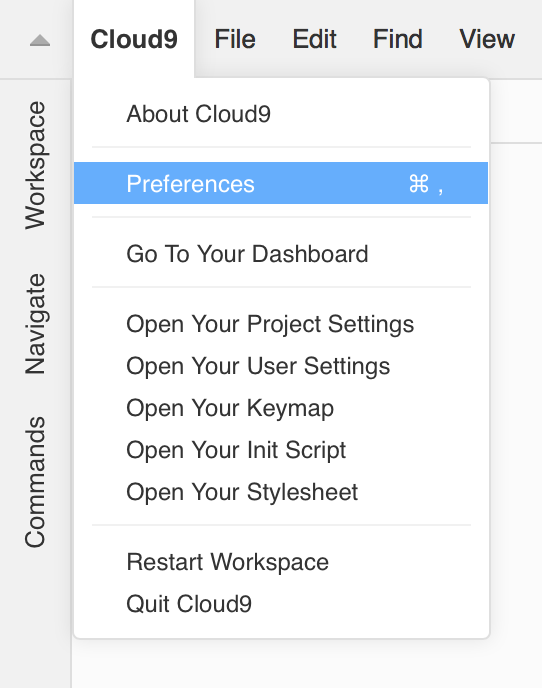 Cloud9 File Edit Find View
Workspace
Navigate
Commands
About Cloud9
Preferences ⌘ ,
Go To Your Dashboard
Open Your Project Settings
Open Your User Settings
Open Your Keymap
Open Your Init Script
Open Your Stylesheet
Restart Workspace
Quit Cloud9